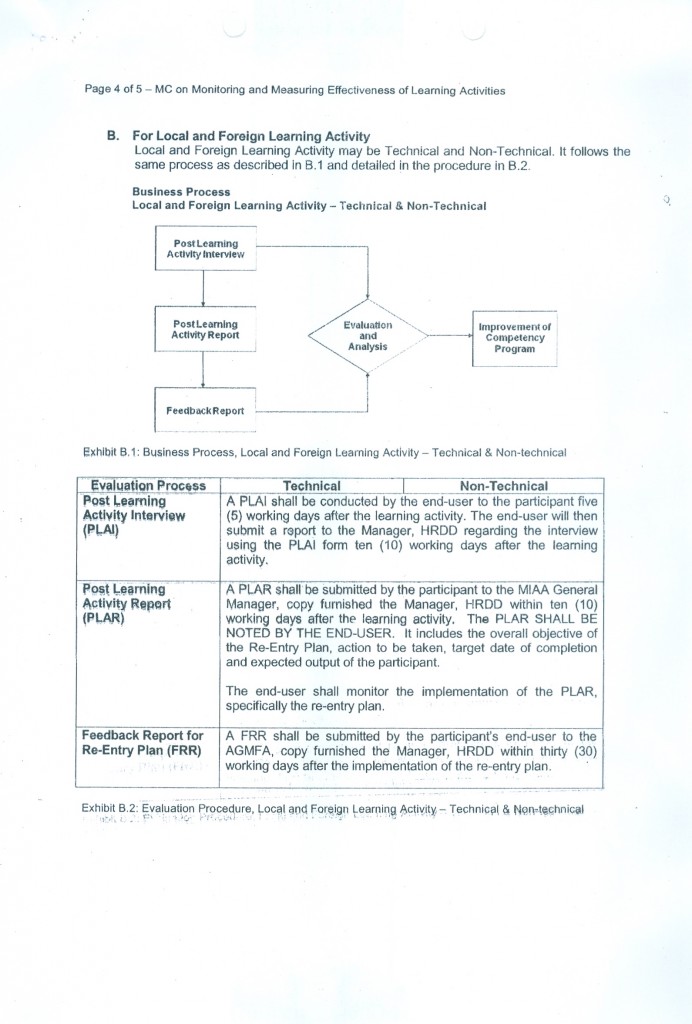 Page 4 of 5 – MC on Monitoring and Measuring Effectiveness of Learning Activities
B. For Local and Foreign Learning Activity
Local and Foreign Learning Activity may be Technical and Non-Technical. It follows the
same process as described in B.1 and detailed in the procedure in B.2.
Business Process
Local and Foreign Learning Activity – Technical & Non-Technical
Post Learning
Activity Interview
Post Learning
Activity Report
Feedback Report
Evaluation
and
Analysis
Improvement of
Competency
Program
Exhibit B.1: Business Process, Local and Foreign Learning Activity – Technical & Non-technical
Evaluation Process Technical Non-Technical
Post Learning
Activity Interview
(PLAI)
A PLAI shall be conducted by the end-user to the participant five
(5) working days after the learning activity. The end-user will then
submit a report to the Manager, HRDD regarding the interview
using the PLAI form ten (10) working days after the learning
activity.
Post Learning
Activity Report
(PLAR)
A PLAR shall be submitted by the participant to the MIAA General
Manager, copy furnished the Manager, HRDD within ten (10)
working days after the learning activity. The PLAR SHALL BE
NOTED BY THE END-USER. It includes the overall objective of
the Re-Entry Plan, action to be taken, target date of completion
and expected output of the participant.
The end-user shall monitor the implementation of the PLAR,
specifically the re-entry plan.
Feedback Report for
Re-Entry Plan (FRR)
A FRR shall be submitted by the participant's end-user to the
AGMFA, copy furnished the Manager, HRDD within thirty (30)
working days after the implementation of the re-entry plan.
Exhibit B.2: Evaluation Procedure, Local and Foreign Learning Activity – Technical & Non-technical